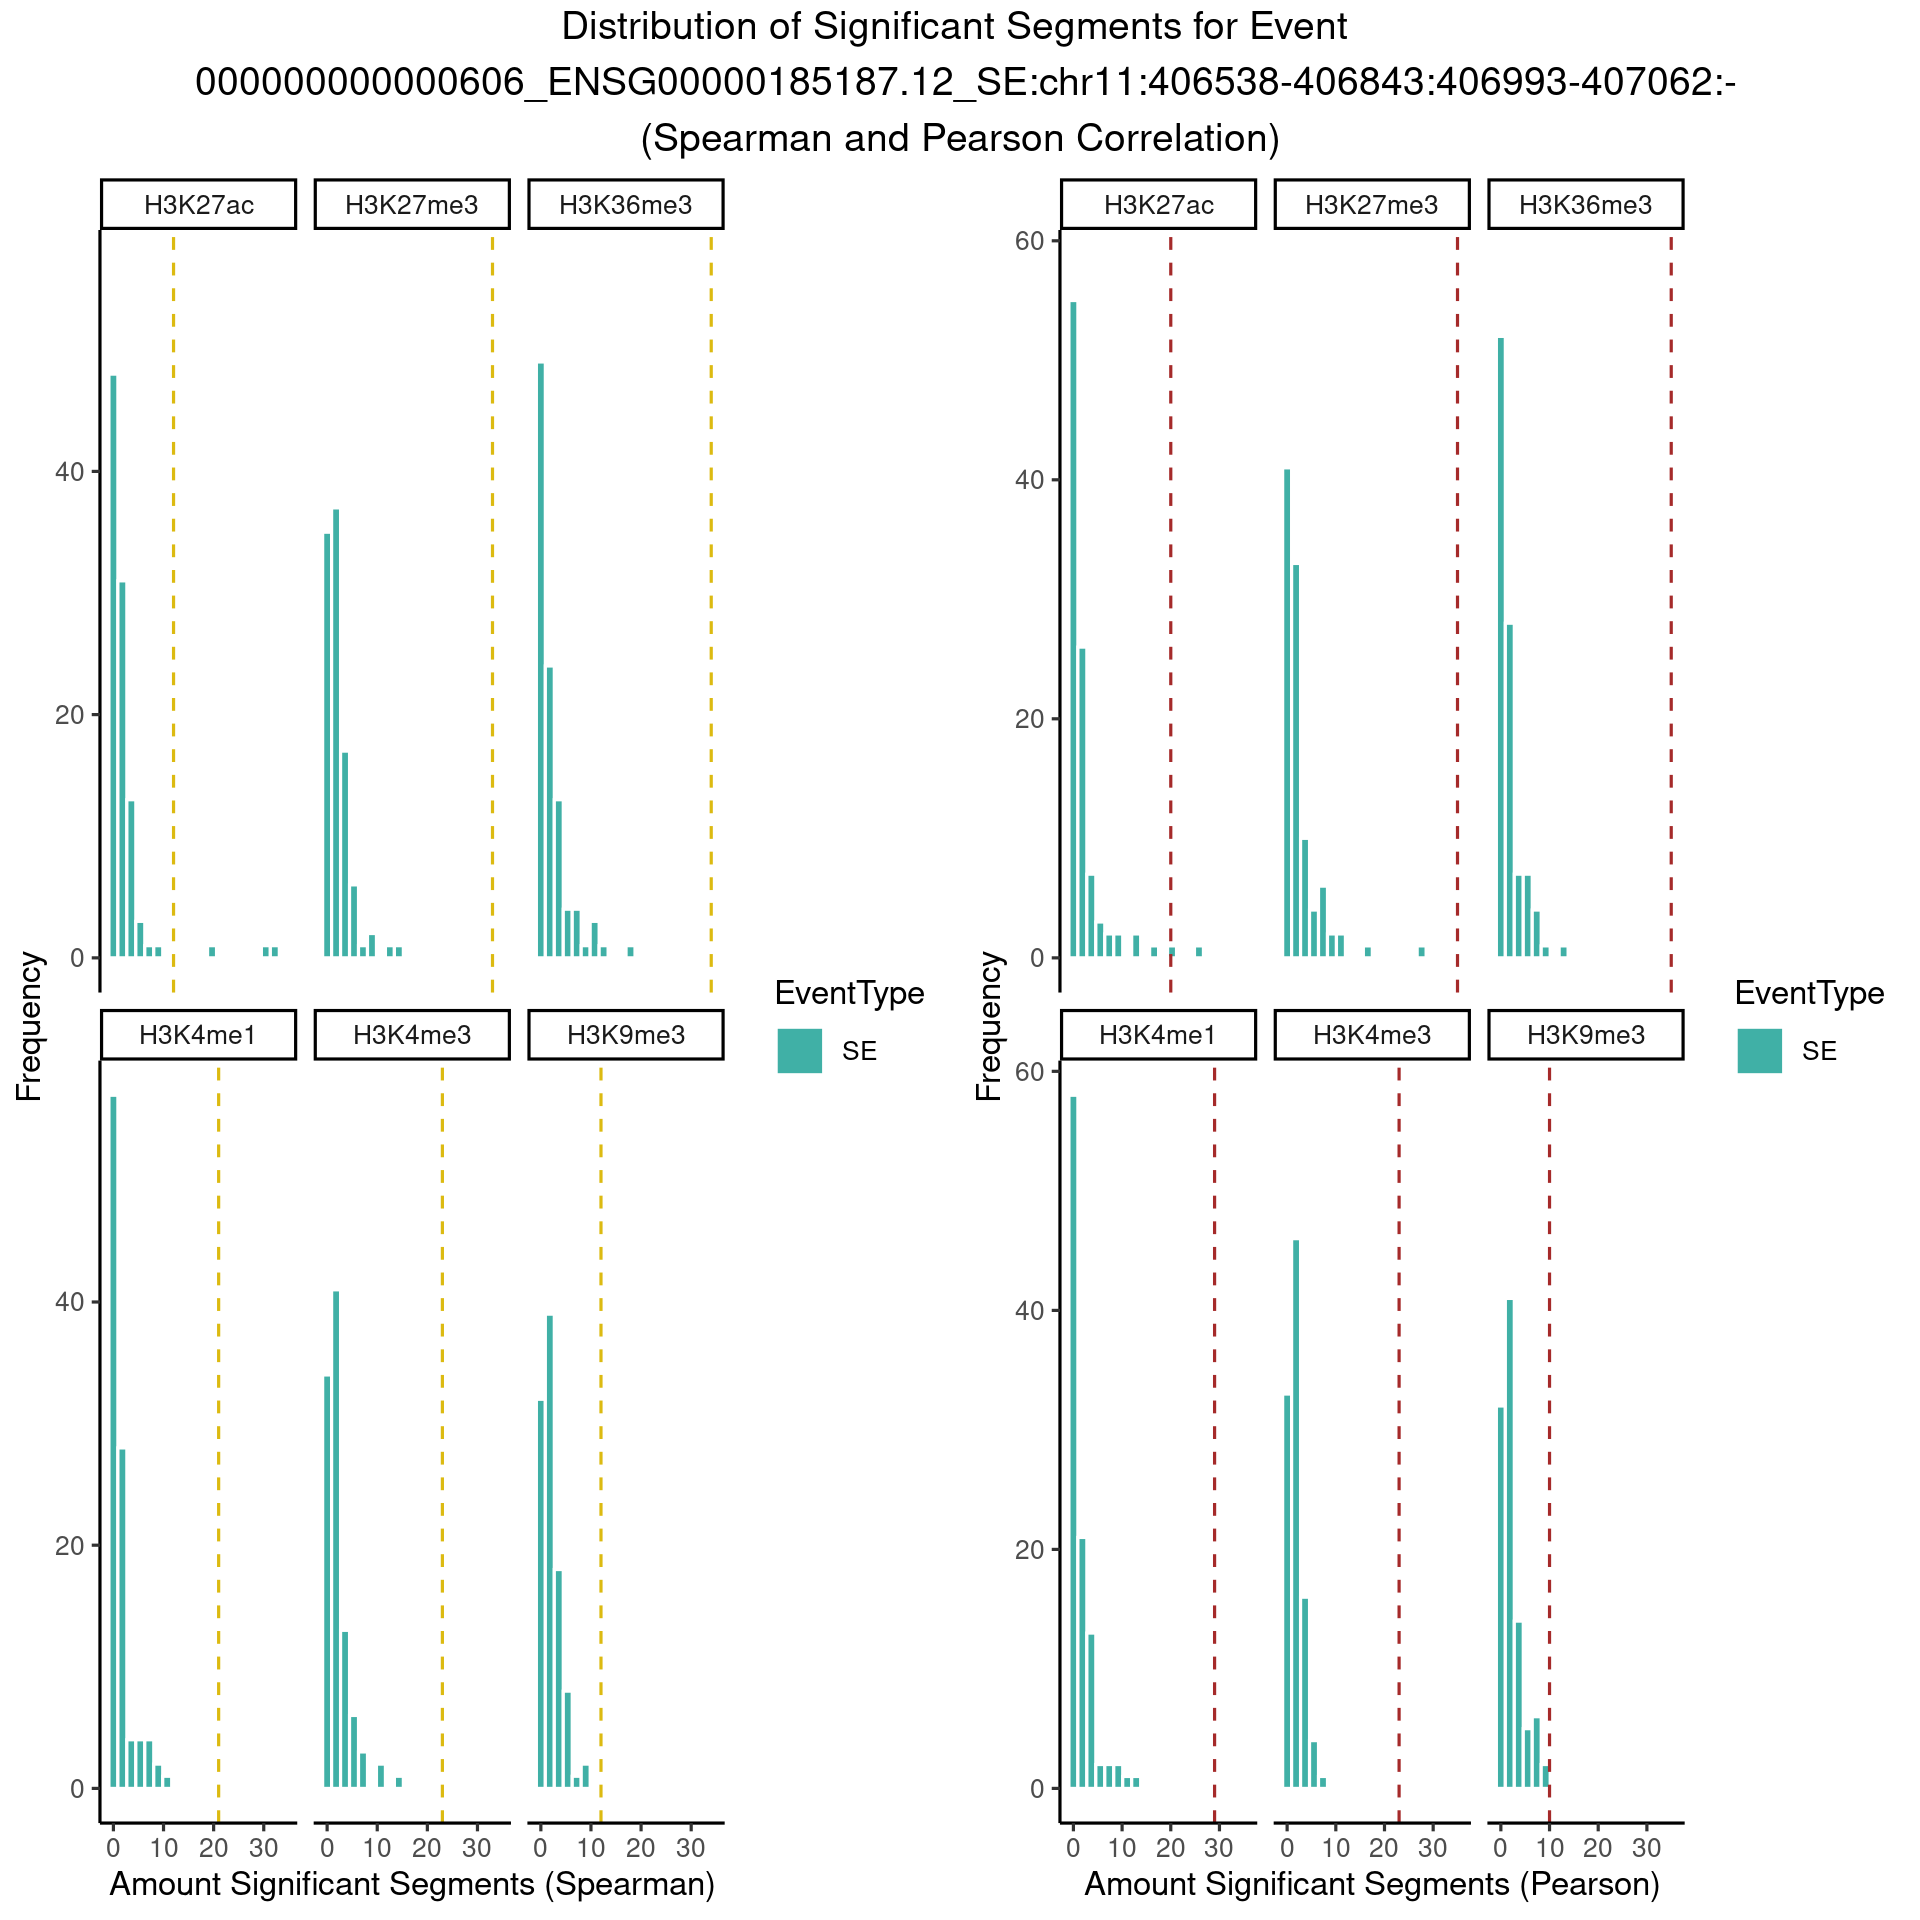 Distribution of Significant Segments for Event
000000000000606_ENSG00000185187.12_SE:chr11:406538-406843:406993-407062:-
(Spearman and Pearson Correlation)
H3K27ac H3K27me3 H3K36me3
40
20
0
H3K4me1 H3K4me3 H3K9me3
40
20
0
0 10 20 30 0 10 20 30 0 10 20 30
Amount Significant Segments (Spearman)
Frequency
EventType
SE
H3K27ac H3K27me3 H3K36me3
60
40
20
0
H3K4me1 H3K4me3 H3K9me3
60
40
20
0
0 10 20 30 0 10 20 30 0 10 20 30
Amount Significant Segments (Pearson)
Frequency
EventType
SE